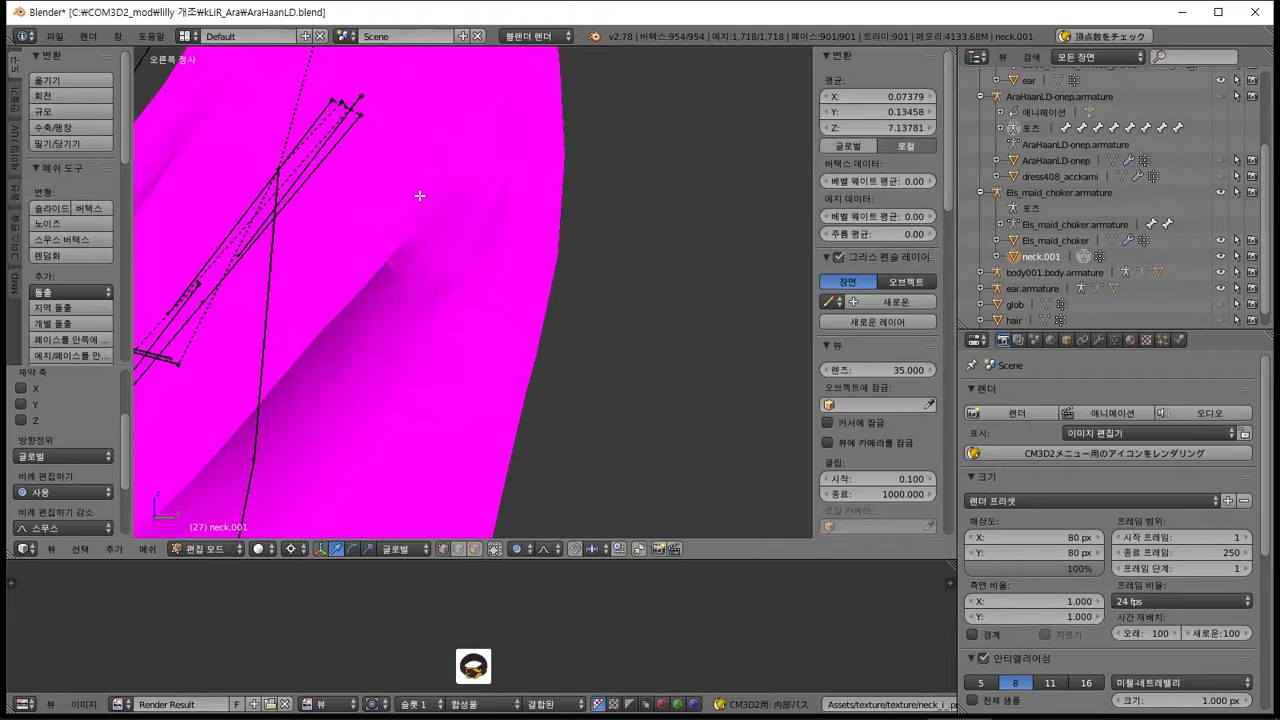 Blender* [C:\COM3D2_mod\lilly 개조\kLiR_Ara\AraHaanLD.blend]
파일 렌더 창 도움말 Default Scene 블렌더 렌더 v2.78 | 버텍스:954/954 | 에지:1,718/1,718 | 페이스:901/901 | 트라이:901 | 메모리:4133.68M | neck.001 頂点数をチェック
변환
옮기기
회전
규모
수축/팽창
밀기/당기기
메쉬 도구
변형:
슬라이드 버텍스
노이즈
스무스 버텍스
렌덤화
추가:
돌출
지역 돌출
개별 돌출
페이스를 안쪽에 ...
에지/페이스를 만...
제약 축
X
Y
Z
방향정위
글로벌
비례 편집하기
사용
비례 편집하기 감소
스무스
MMD
오른쪽 정사
(27) neck.001
변환
평균:
X: 0.07379
Y: 0.13458
Z: 7.13781
글로벌 로컬
버텍스 데이터:
베벨 웨이트 평균: 0.00
에지 데이터:
베벨 웨이트 평균: 0.00
주름 평균: 0.00
그리스 펜슬 레이어...
장면 오브젝트
새로운
새로운 레이어
뷰
렌즈: 35.000
오브젝트에 잠금:
커서에 잠금
뷰에 카메라를 잠금
클립:
시작: 0.100
종료: 1000.000
로컬 카메라:
뷰 선택 추가 메쉬 편집 모드 글로벌
뷰 이미지 Render Result F 뷰 슬롯 1 합성물 결합된 CM3D2用: 内部パス Assets/texture/texture/neck_i_.p
뷰 검색 모든 장면
ear
AraHaanLD-onep.armature
애니메이션
포즈
AraHaanLD-onep.armature
AraHaanLD-onep
dress408_acckami
Els_maid_choker.armature
포즈
Els_maid_choker.armature
Els_maid_choker
neck.001
body001.body.armature
ear.armature
glob
hair
Scene
렌더
렌더 애니메이션 오디오
표시: 이미지 편집기
CM3D2メニュー用のアイコンをレンダリング
크기
렌더 프리셋
해상도: 프레임 범위:
X: 80 px 시작 프레임: 1
Y: 80 px 종료 프레임: 250
100% 프레임 단계: 1
측면 비율: 프레임 비율:
X: 1.000 24 fps
Y: 1.000 시간 재배치:
경계 자르기 오래: 100 새로운: 100
안티앨리어싱
5 8 11 16 미첼-네트레발리
전체 샘플 크기: 1.000 px